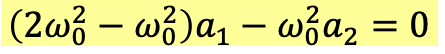 (2ω₀² − ω₀²)a₁ − ω₀²a₂ = 0